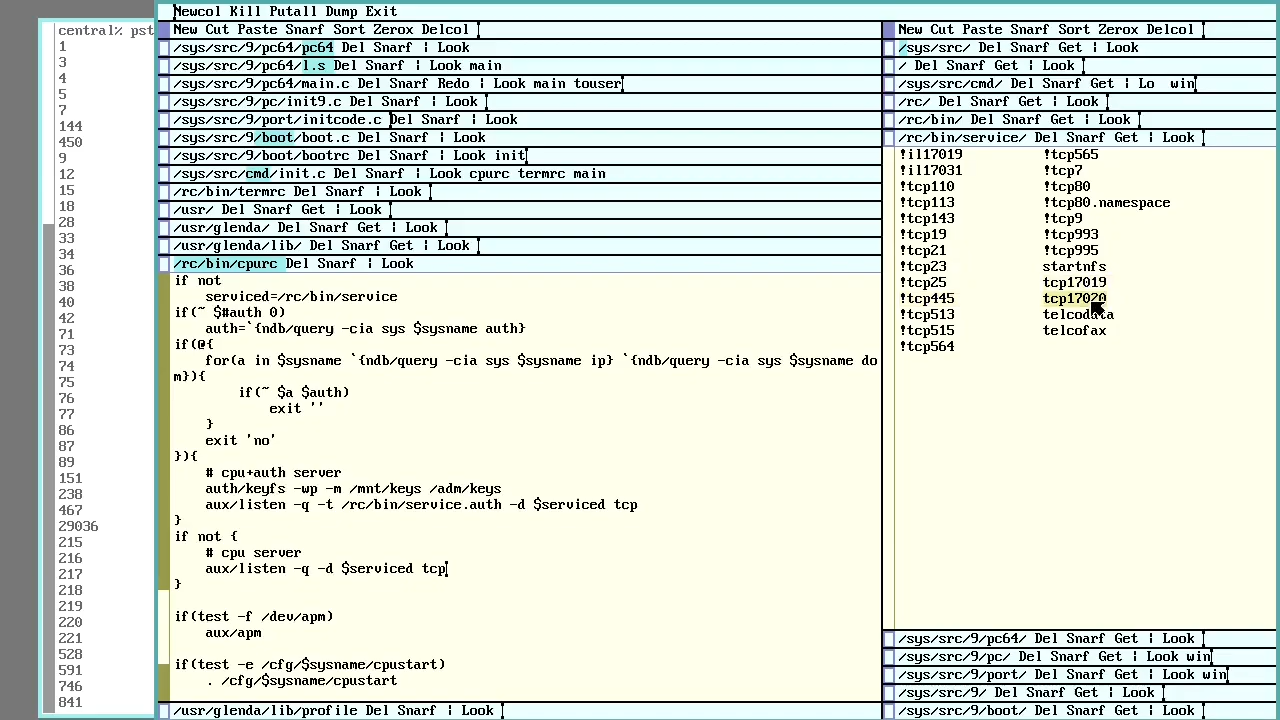 central% pst
1
3
4
5
7
144
450
9
12
15
18
28
33
34
36
38
40
42
71
73
74
75
76
77
86
87
89
151
238
467
29036
215
216
217
218
219
220
221
528
591
746
841
Newcol Kill Putall Dump Exit
New Cut Paste Snarf Sort Zerox Delcol
/sys/src/9/pc64/pc64 Del Snarf | Look
/sys/src/9/pc64/l.s Del Snarf | Look main
/sys/src/9/pc64/main.c Del Snarf Redo | Look main touser
/sys/src/9/pc/init9.c Del Snarf | Look
/sys/src/9/port/initcode.c Del Snarf | Look
/sys/src/9/boot/boot.c Del Snarf | Look
/sys/src/9/boot/bootrc Del Snarf | Look init
/sys/src/cmd/init.c Del Snarf | Look cpurc termrc main
/rc/bin/termrc Del Snarf | Look
/usr/ Del Snarf Get | Look
/usr/glenda/ Del Snarf Get | Look
/usr/glenda/lib/ Del Snarf Get | Look
/rc/bin/cpurc Del Snarf | Look
if not
serviced=/rc/bin/service
if(~ $#auth 0)
auth=`{ndb/query -cia sys $sysname auth}
if(@{
for(a in $sysname `{ndb/query -cia sys $sysname ip} `{ndb/query -cia sys $sysname do
m}){
if(~ $a $auth)
exit ''
}
exit 'no'
}){
# cpu+auth server
auth/keyfs -wp -m /mnt/keys /adm/keys
aux/listen -q -t /rc/bin/service.auth -d $serviced tcp
}
if not {
# cpu server
aux/listen -q -d $serviced tcp
}
if(test -f /dev/apm)
aux/apm
if(test -e /cfg/$sysname/cpustart)
. /cfg/$sysname/cpustart
/usr/glenda/lib/profile Del Snarf | Look
New Cut Paste Snarf Sort Zerox Delcol
/sys/src/ Del Snarf Get | Look
/ Del Snarf Get | Look
/sys/src/cmd/ Del Snarf Get | Lo win
/rc/ Del Snarf Get | Look
/rc/bin/ Del Snarf Get | Look
/rc/bin/service/ Del Snarf Get | Look
!il17019 !tcp565
!il17031 !tcp7
!tcp110 !tcp80
!tcp113 !tcp80.namespace
!tcp143 !tcp9
!tcp19 !tcp993
!tcp21 !tcp995
!tcp23 startnfs
!tcp25 tcp17019
!tcp445 tcp17020
!tcp513 telcodata
!tcp515 telcofax
!tcp564
/sys/src/9/pc64/ Del Snarf Get | Look
/sys/src/9/pc/ Del Snarf Get | Look win
/sys/src/9/port/ Del Snarf Get | Look win
/sys/src/9/ Del Snarf Get | Look
/sys/src/9/boot/ Del Snarf Get | Look